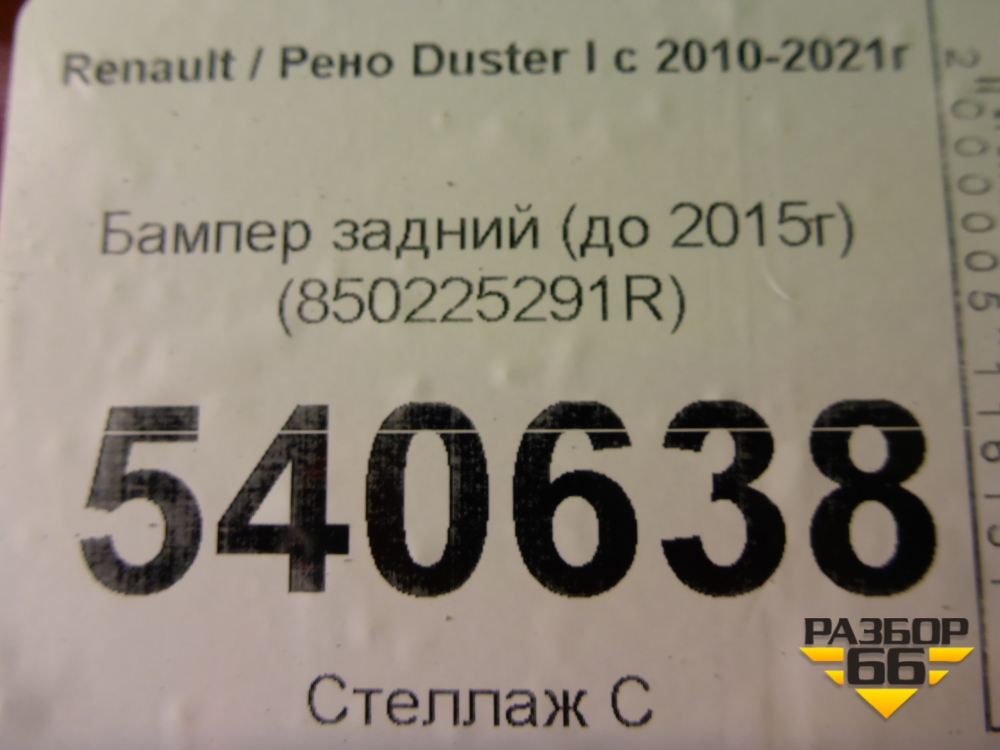 Renault / Рено Duster I с 2010-2021г
Бампер задний (до 2015г)
(850225291R)
540638
Стеллаж С
РАЗБОР
66